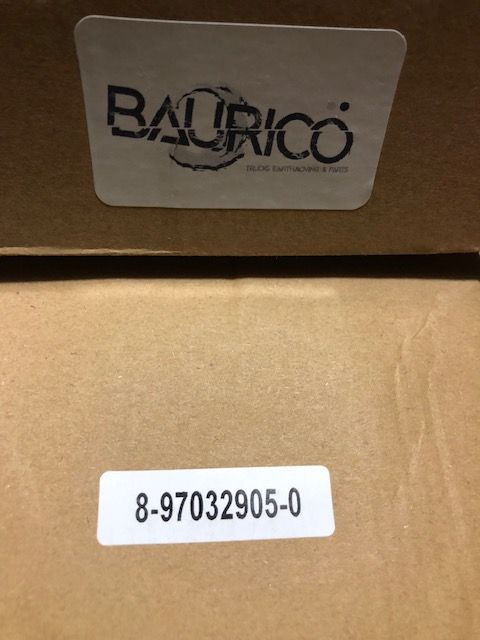 BAURICO
TRUCKS EARTHMOVING & PARTS
8-97032905-0